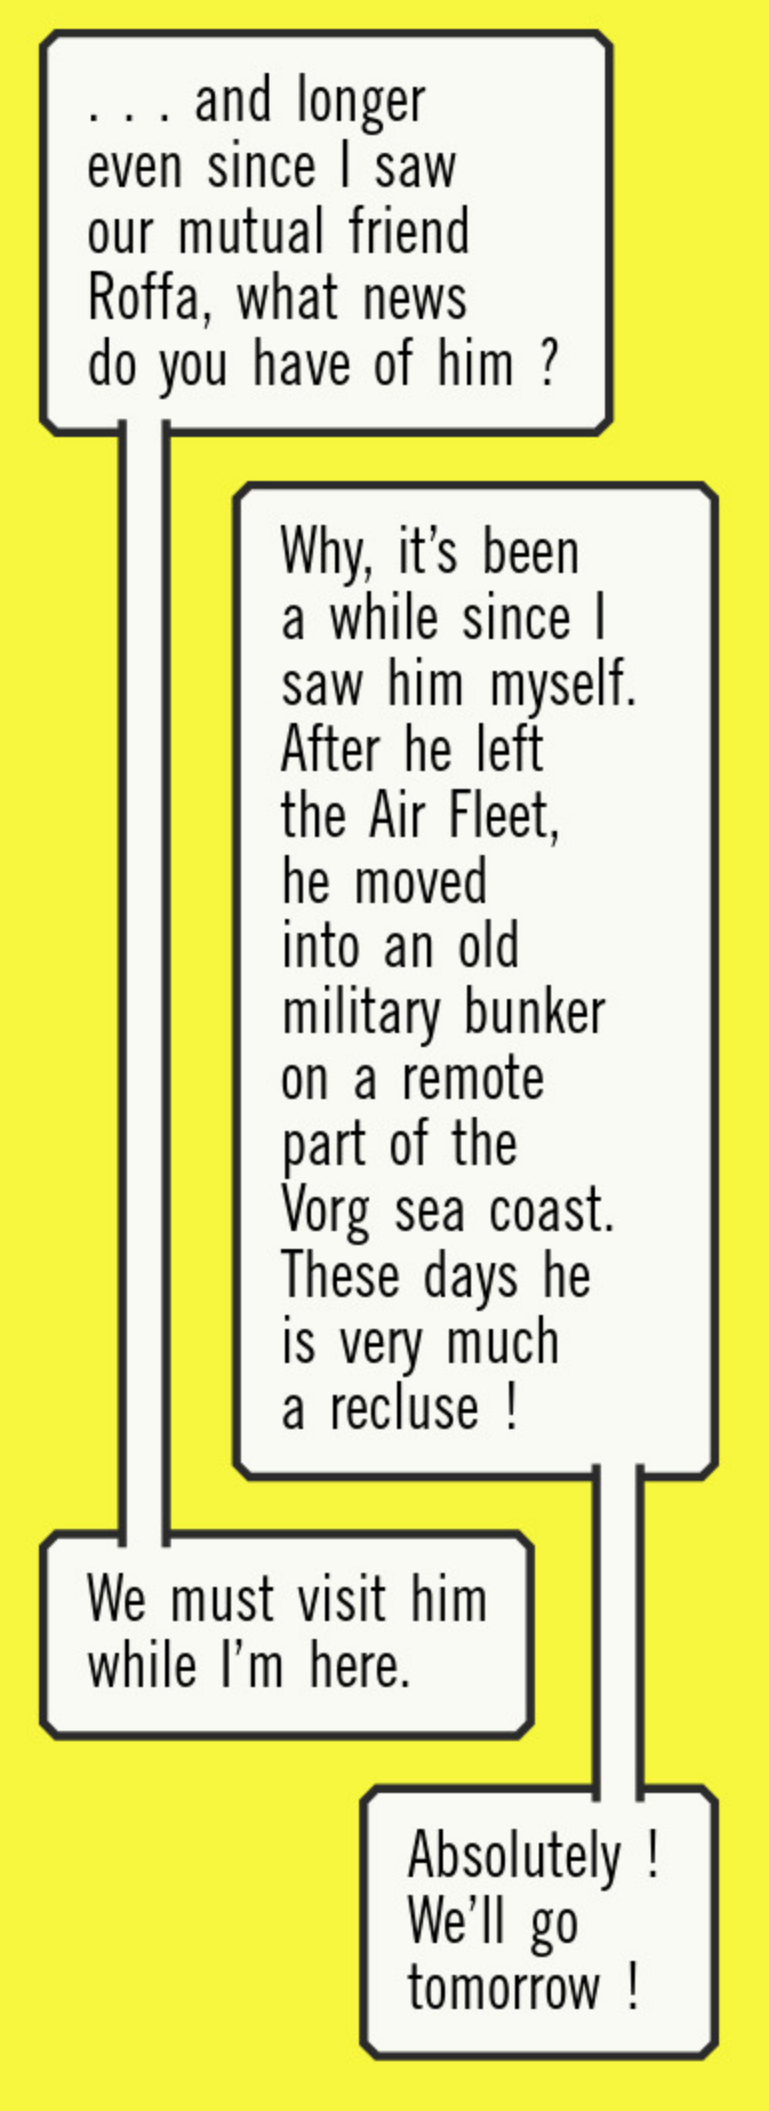 . . . and longer
even since I saw
our mutual friend
Roffa, what news
do you have of him ?
Why, it’s been
a while since I
saw him myself.
After he left
the Air Fleet,
he moved
into an old
military bunker
on a remote
part of the
Vorg sea coast.
These days he
is very much
a recluse !
We must visit him
while I’m here.
Absolutely !
We’ll go
tomorrow !